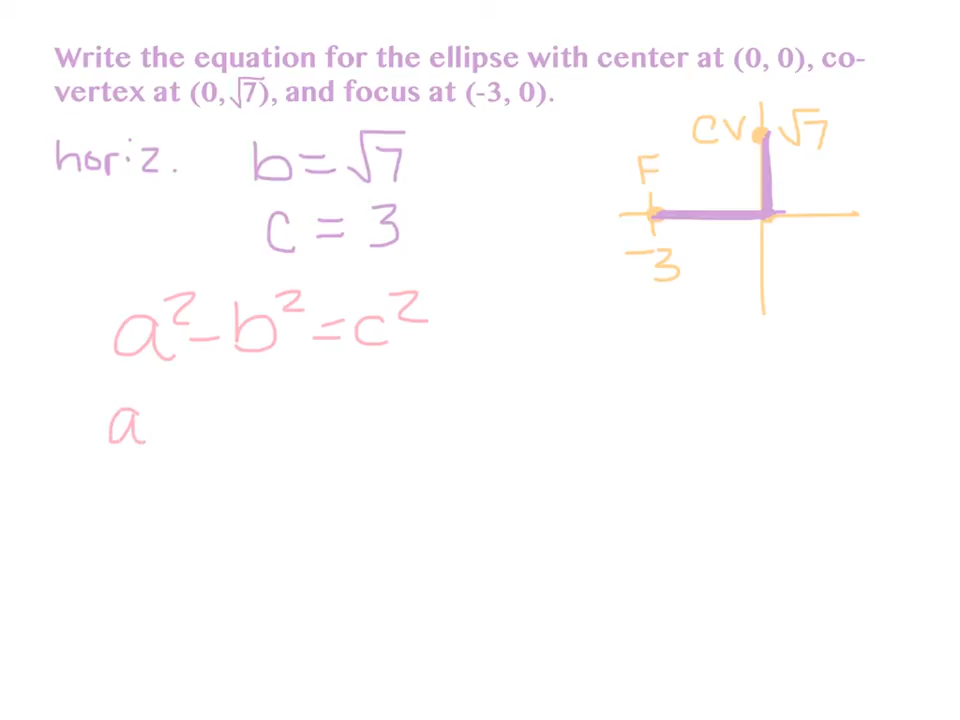 Write the equation for the ellipse with center at (0, 0), co-
vertex at (0, √7), and focus at (-3, 0).
horiz. b = √7
c = 3
CV √7
F
-3
a² - b² = c²
a